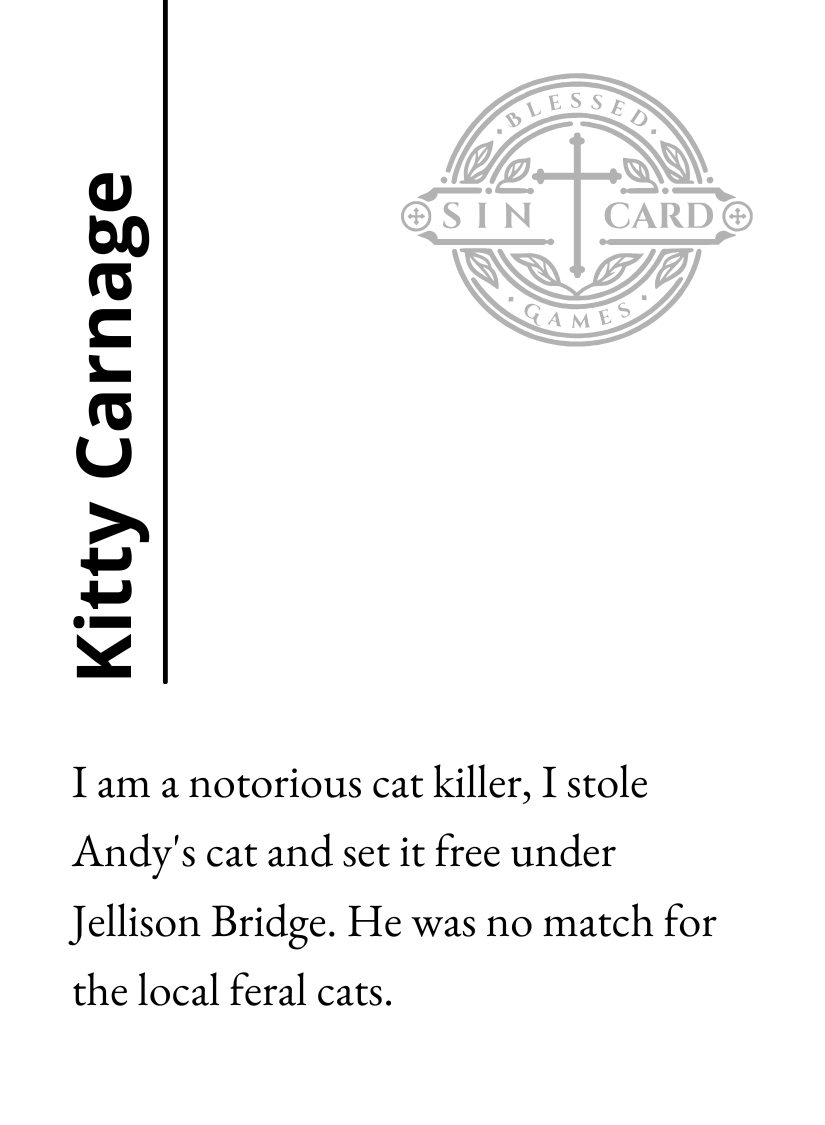 Kitty Carnage
BLESSED
SIN CARD
GAMES
I am a notorious cat killer, I stole
Andy's cat and set it free under
Jellison Bridge. He was no match for
the local feral cats.